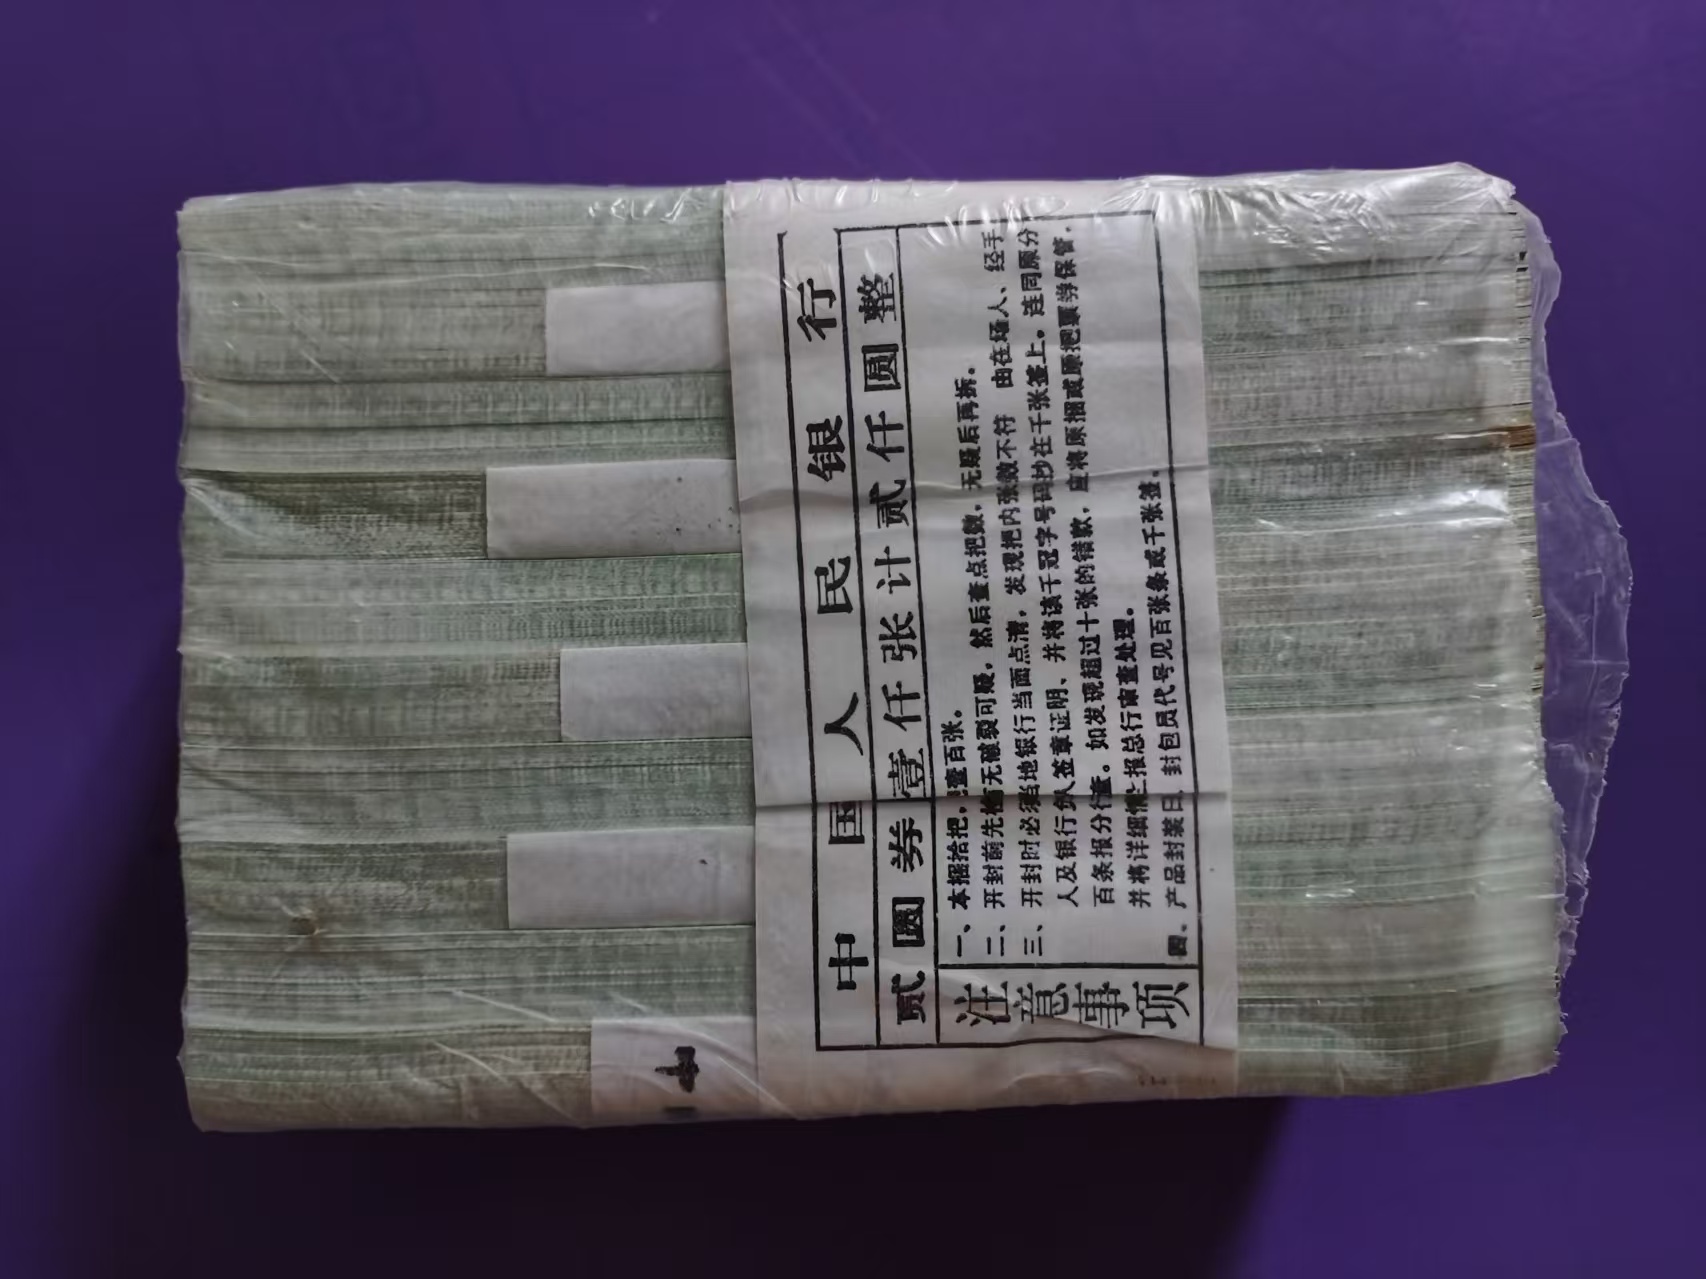 中国人民银行
贰圆券壹仟张计贰仟圆整
注意事项
一、本捆拾把，把壹百张。
二、开封前先检有无破裂可疑，然后查点把数，无疑后再拆。
三、开封时必须当地银行当面点清，发现把内张数不符 由在场人、经手
人及银行负人签章证明、并将该千冠字号码抄在千张签上，连同原分
百条报分行查。如发现超过十张的错款，应将原捆或原把票券保管，
并将详细情上报总行审查处理。
四、产品封装日、封包员代号见百张条或千张签。